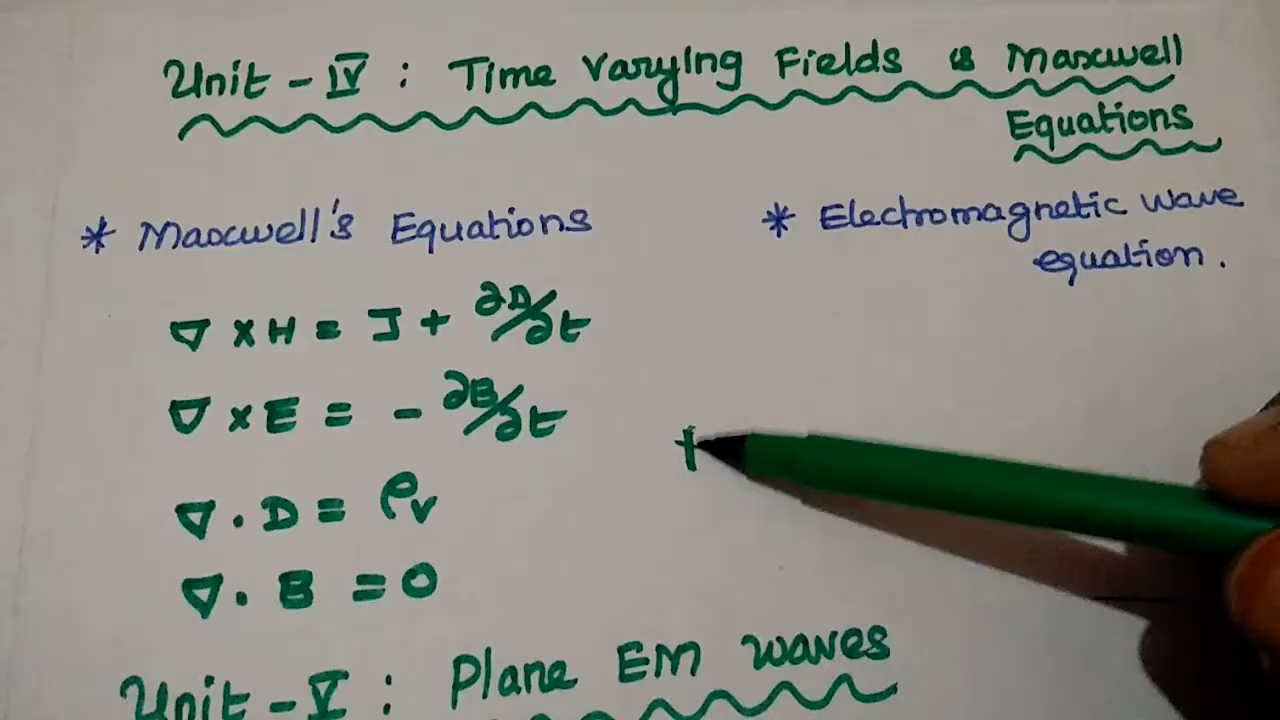 Unit - IV : Time Varying Fields & Maxwell
Equations
* Maxwell's Equations
* Electromagnetic wave
equation.
∇ × H = J + ∂D/∂t
∇ × E = - ∂B/∂t
∇ . D = ρv
∇ . B = 0
Unit - V : Plane EM waves